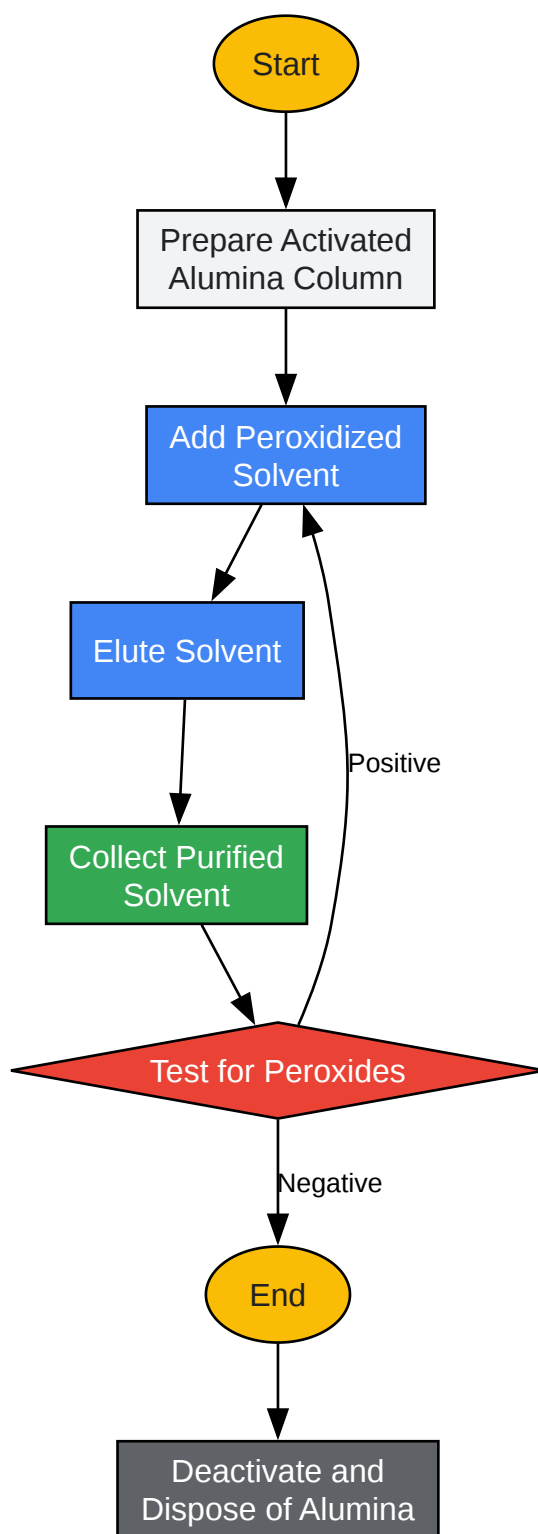 Start
Prepare Activated
Alumina Column
Add Peroxidized
Solvent
Elute Solvent
Positive
Collect Purified
Solvent
Test for Peroxides
Negative
End
Deactivate and
Dispose of Alumina